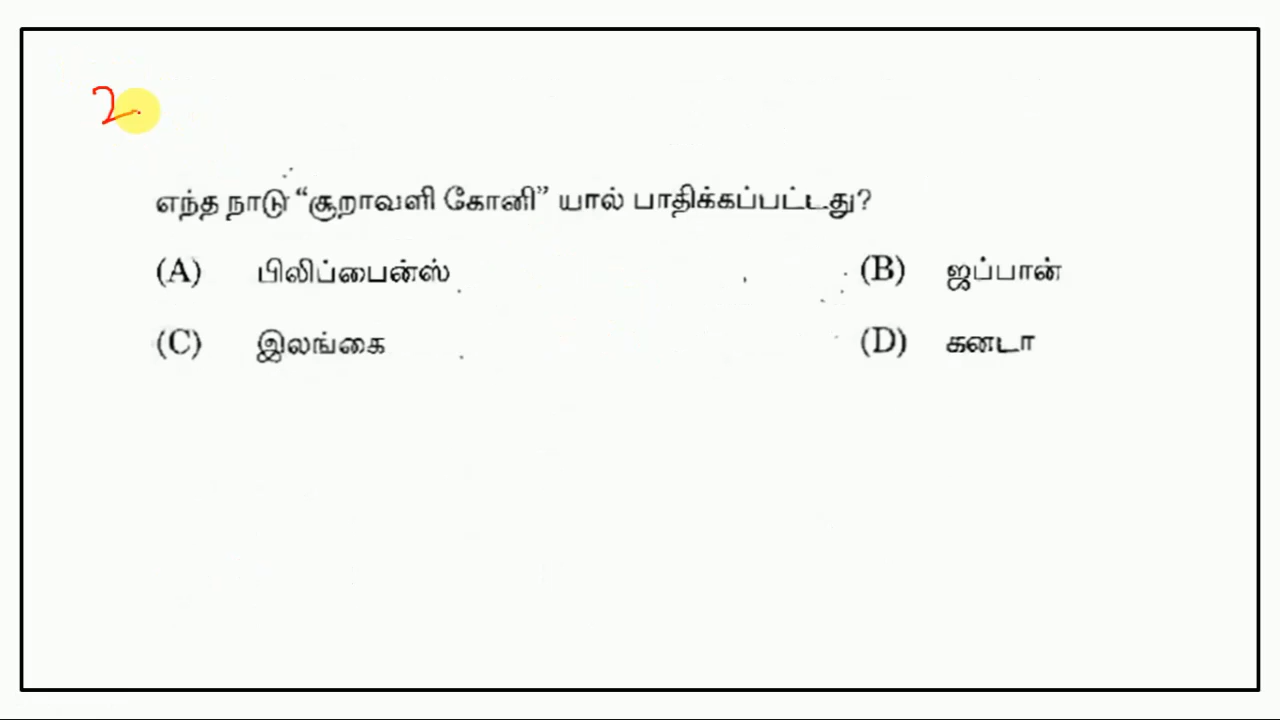 2
எந்த நாடு “சூறாவளி கோனி” யால் பாதிக்கப்பட்டது?
(A) பிலிப்பைன்ஸ் (B) ஜப்பான்
(C) இலங்கை (D) கனடா